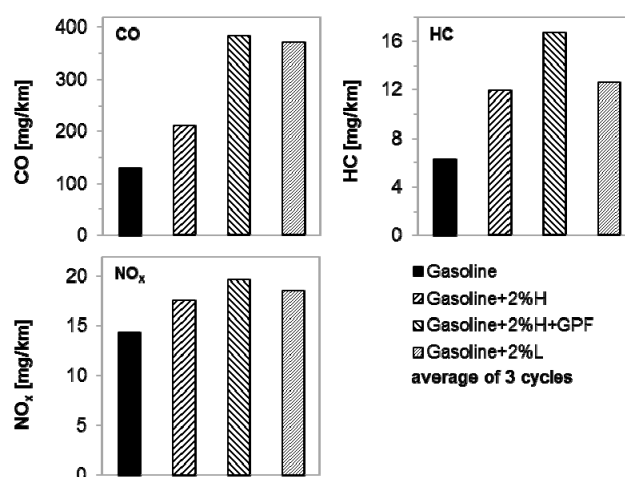 CO
CO [mg/km]
400
300
200
100
0
HC
HC [mg/km]
16
12
8
4
0
NOx
NOx [mg/km]
20
15
10
5
0
Gasoline
Gasoline+2%H
Gasoline+2%H+GPF
Gasoline+2%L
average of 3 cycles